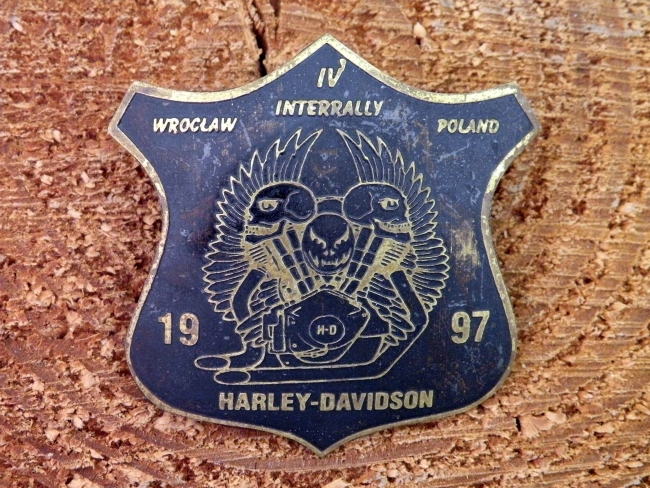 IV
INTERRALLY
WROCLAW POLAND
H-D
19 97
HARLEY-DAVIDSON